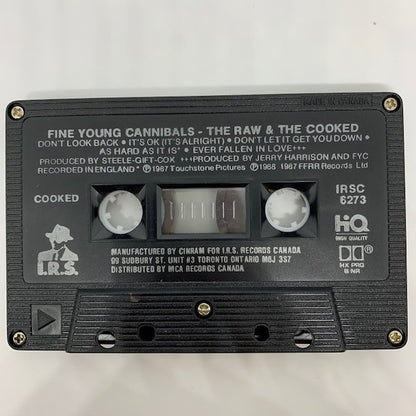 MADE IN CANADA
FINE YOUNG CANNIBALS - THE RAW & THE COOKED
DON'T LOOK BACK • IT'S OK (IT'S ALRIGHT) • DON'T LET IT GET YOU DOWN •
AS HARD AS IT IS* • EVER FALLEN IN LOVE+++
PRODUCED BY STEELE-GIFT-COX +++PRODUCED BY JERRY HARRISON AND FYC
RECORDED IN ENGLAND *℗ 1987 Touchstone Pictures ℗ 1988 1987 FFRR Records Ltd
COOKED
IRSC
6273
HiQ
HIGH QUALITY
HX PRO
B NR
I.R.S.
MANUFACTURED BY CINRAM FOR I.R.S. RECORDS CANADA
99 SUDBURY ST. UNIT #3 TORONTO ONTARIO M6J 3S7
DISTRIBUTED BY MCA RECORDS CANADA